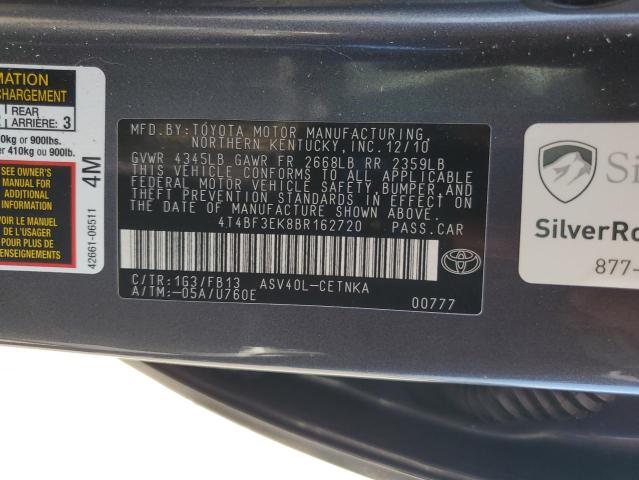 MATION
CHARGEMENT
REAR
ARRIÈRE: 3
kg or 900lbs.
410kg ou 900lb.
SEE OWNER'S
MANUAL FOR
ADDITIONAL
INFORMATION
VOIR LE MANUEL
DE L'USAGER
POUR PLUS DE
RENSEIGNEMENTS
4M
42661-06511
MFD.BY: TOYOTA MOTOR MANUFACTURING,
NORTHERN KENTUCKY, INC. 12/10
GVWR 4345LB GAWR FR 2668LB RR 2359LB
THIS VEHICLE CONFORMS TO ALL APPLICABLE
FEDERAL MOTOR VEHICLE SAFETY, BUMPER, AND
THEFT PREVENTION STANDARDS IN EFFECT ON
THE DATE OF MANUFACTURE SHOWN ABOVE.
4T4BF3EK8BR162720 PASS.CAR
C/TR: 1G3/FB13 ASV40L-CETNKA
A/TM: -05A/U760E
00777
SilverRo
877-